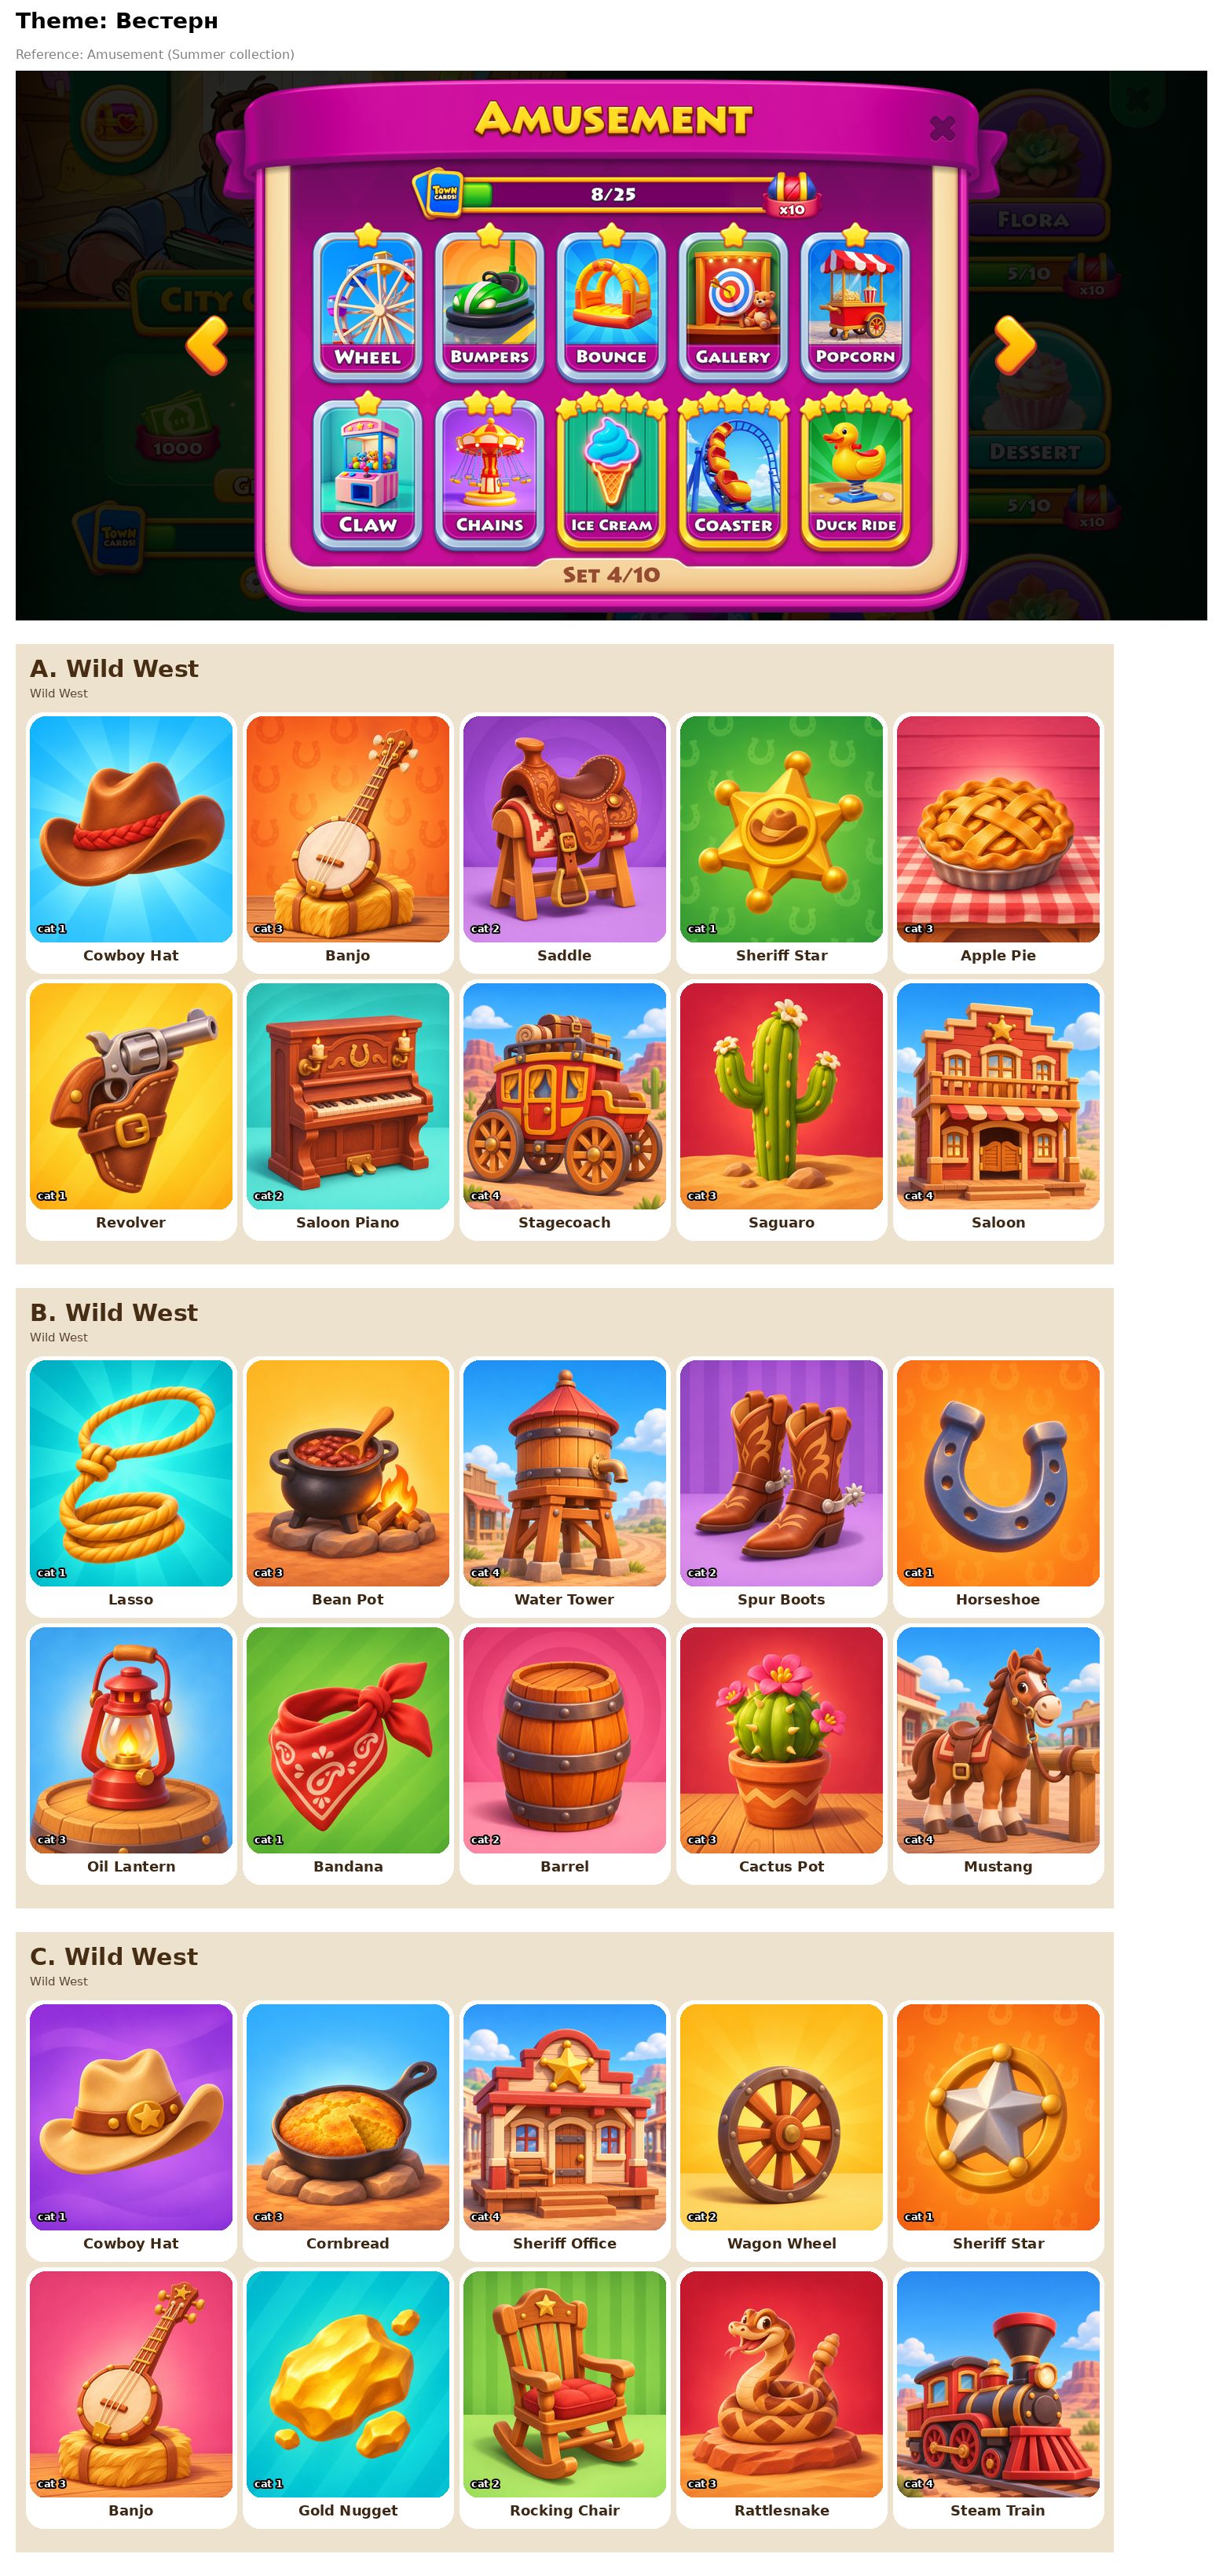 Theme: Вестерн
Reference: Amusement (Summer collection)
AMUSEMENT
TOWN CARDS!
8/25
x10
WHEEL
BUMPERS
BOUNCE
GALLERY
POPCORN
CLAW
CHAINS
ICE CREAM
COASTER
DUCK RIDE
SET 4/10
CITY
1000
TOWN CARDS!
FLORA
5/10
x10
DESSERT
5/10
x10
A. Wild West
Wild West
cat 1
cat 3
cat 2
cat 1
cat 3
Cowboy Hat
Banjo
Saddle
Sheriff Star
Apple Pie
cat 1
cat 2
cat 4
cat 3
cat 4
Revolver
Saloon Piano
Stagecoach
Saguaro
Saloon
B. Wild West
Wild West
cat 1
cat 3
cat 4
cat 2
cat 1
Lasso
Bean Pot
Water Tower
Spur Boots
Horseshoe
cat 3
cat 1
cat 2
cat 3
cat 4
Oil Lantern
Bandana
Barrel
Cactus Pot
Mustang
C. Wild West
Wild West
cat 1
cat 3
cat 4
cat 2
cat 1
Cowboy Hat
Cornbread
Sheriff Office
Wagon Wheel
Sheriff Star
cat 3
cat 1
cat 2
cat 3
cat 4
Banjo
Gold Nugget
Rocking Chair
Rattlesnake
Steam Train